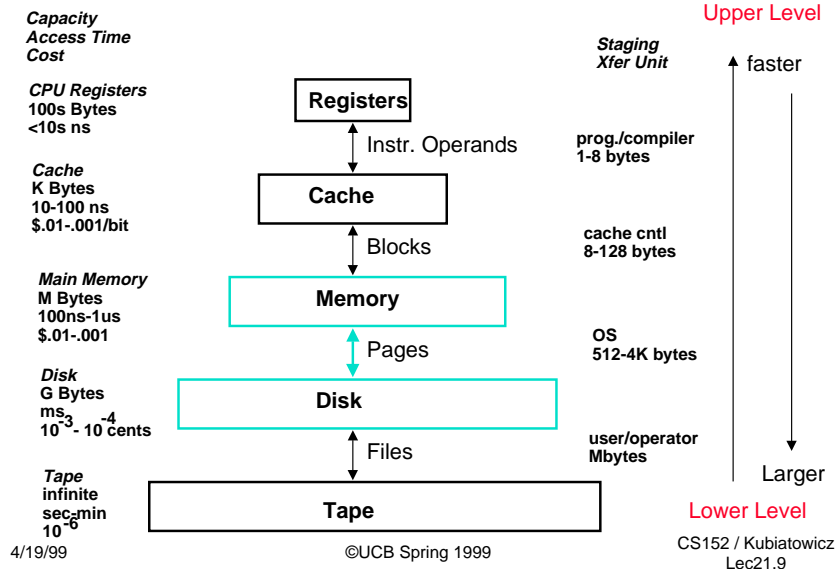 Capacity
Access Time
Cost
Staging
Xfer Unit
Upper Level
faster
CPU Registers
100s Bytes
<10s ns
Registers
Instr. Operands
prog./compiler
1-8 bytes
Cache
K Bytes
10-100 ns
$.01-.001/bit
Cache
Blocks
cache cntl
8-128 bytes
Main Memory
M Bytes
100ns-1us
$.01-.001
Memory
Pages
OS
512-4K bytes
Disk
G Bytes
ms
10-3 - 10-4 cents
Disk
Files
user/operator
Mbytes
Larger
Tape
infinite
sec-min
10-6
Tape
Lower Level
4/19/99
©UCB Spring 1999
CS152 / Kubiatowicz
Lec21.9